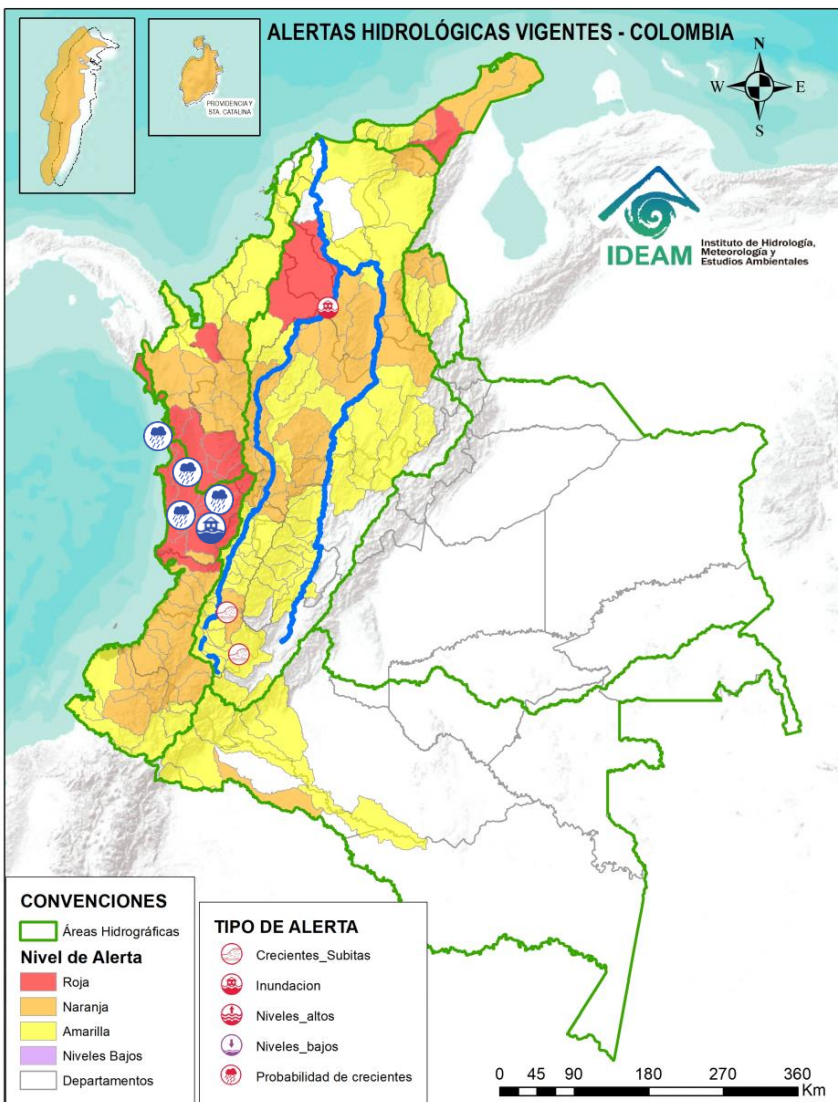 ALERTAS HIDROLÓGICAS VIGENTES - COLOMBIA
PROVIDENCIA Y
STA. CATALINA
N
W
E
S
IDEAM
Instituto de Hidrología,
Meteorología y
Estudios Ambientales
CONVENCIONES
Áreas Hidrográficas
Nivel de Alerta
Roja
Naranja
Amarilla
Niveles Bajos
Departamentos
TIPO DE ALERTA
Crecientes_Subitas
Inundacion
Niveles_altos
Niveles_bajos
Probabilidad de crecientes
0 45 90 180 270 360
Km